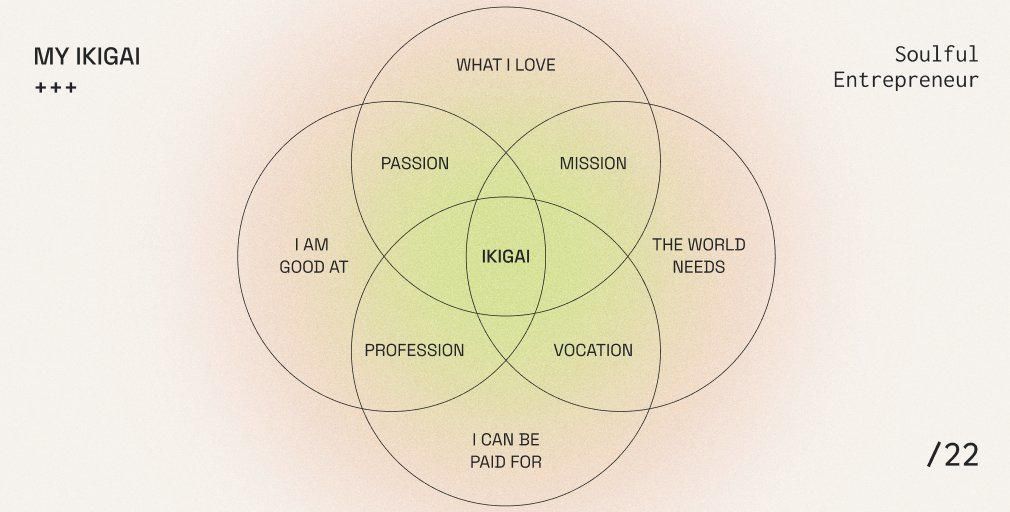 MY IKIGAI
+++
Soulful
Entrepreneur
WHAT I LOVE
PASSION
MISSION
I AM
GOOD AT
IKIGAI
THE WORLD
NEEDS
PROFESSION
VOCATION
I CAN BE
PAID FOR
/22